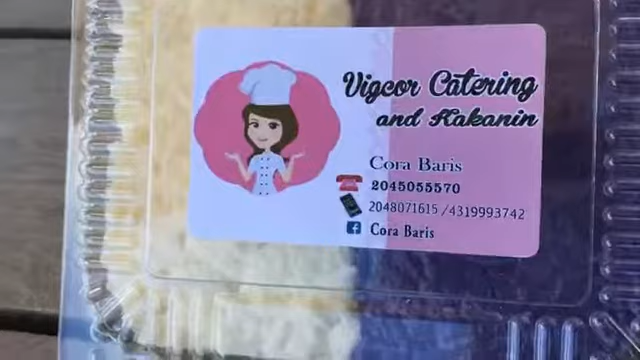 Vigcor Catering
and Kakanin
Cora Baris
2045055570
2048071615 /4319993742
Cora Baris